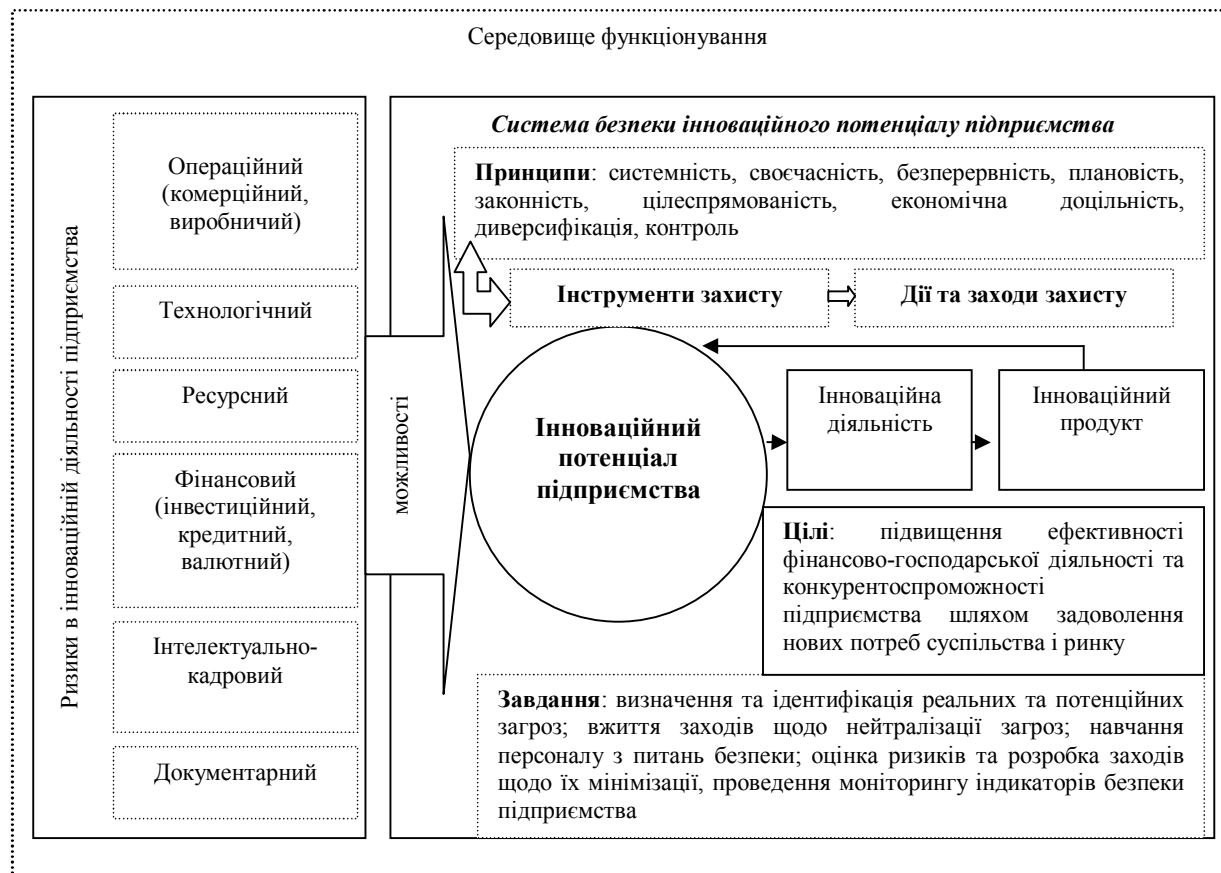 Середовище функціонування
Ризики в інноваційній діяльності підприємства
Операційний
(комерційний,
виробничий)
Технологічний
Ресурсний
Фінансовий
(інвестиційний,
кредитний,
валютний)
Інтелектуально-
кадровий
Документарний
можливості
Система безпеки інноваційного потенціалу підприємства
Принципи: системність, своєчасність, безперервність, плановість,
законність, цілеспрямованість, економічна доцільність,
диверсифікація, контроль
Інструменти захисту
Дії та заходи захисту
Інноваційний
потенціал
підприємства
Інноваційна
діяльність
Інноваційний
продукт
Цілі: підвищення ефективності
фінансово-господарської діяльності та
конкурентоспроможності
підприємства шляхом задоволення
нових потреб суспільства і ринку
Завдання: визначення та ідентифікація реальних та потенційних
загроз; вжиття заходів щодо нейтралізації загроз; навчання
персоналу з питань безпеки; оцінка ризиків та розробка заходів
щодо їх мінімізації, проведення моніторингу індикаторів безпеки
підприємства